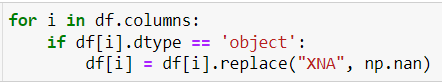 for i in df.columns:
    if df[i].dtype == 'object':
        df[i] = df[i].replace("XNA", np.nan)